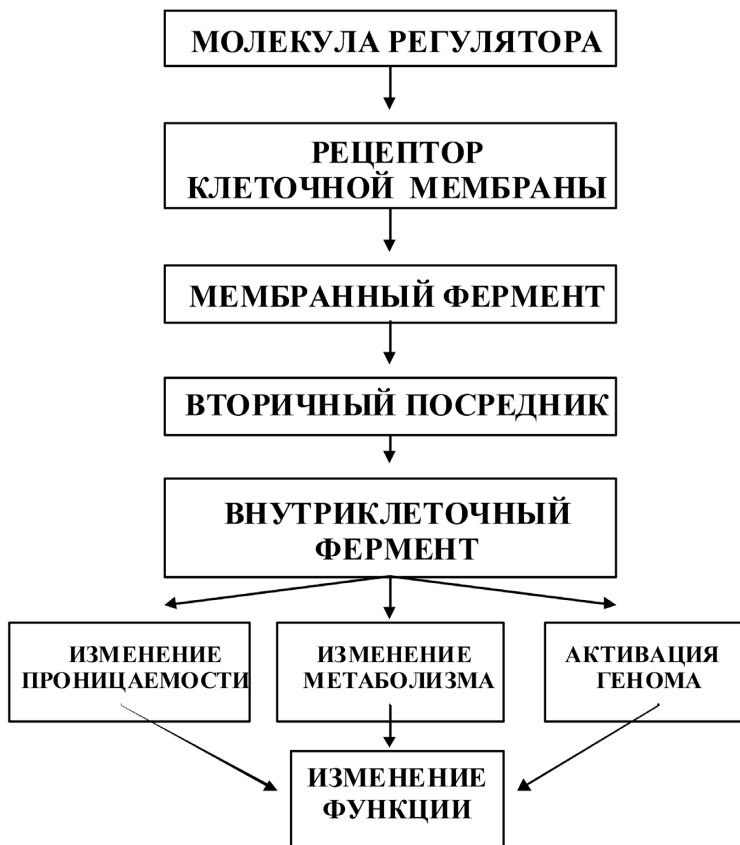 МОЛЕКУЛА РЕГУЛЯТОРА
РЕЦЕПТОР
КЛЕТОЧНОЙ МЕМБРАНЫ
МЕМБРАННЫЙ ФЕРМЕНТ
ВТОРИЧНЫЙ ПОСРЕДНИК
ВНУТРИКЛЕТОЧНЫЙ
ФЕРМЕНТ
ИЗМЕНЕНИЕ
ПРОНИЦАЕМОСТИ
ИЗМЕНЕНИЕ
МЕТАБОЛИЗМА
АКТИВАЦИЯ
ГЕНОМА
ИЗМЕНЕНИЕ
ФУНКЦИИ